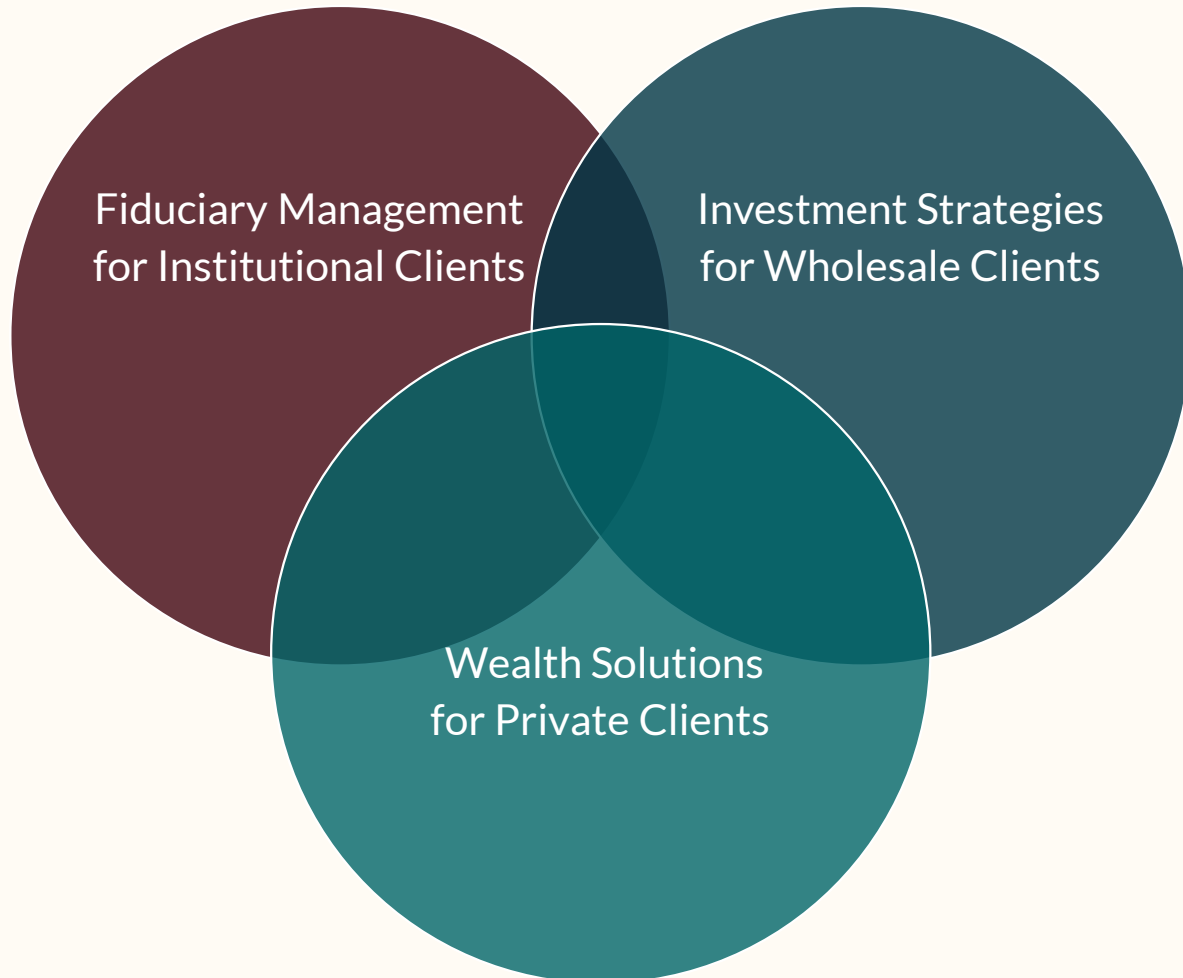 Fiduciary Management
for Institutional Clients
Investment Strategies
for Wholesale Clients
Wealth Solutions
for Private Clients